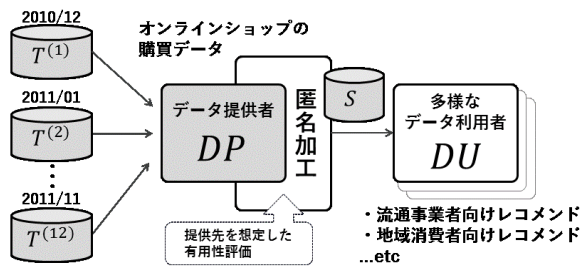 2010/12
T(1)
2011/01
T(2)
2011/11
T(12)
オンラインショップの
購買データ
データ提供者
DP
匿名加工
S
多様な
データ利用者
DU
提供先を想定した
有用性評価
・流通事業者向けレコメンド
・地域消費者向けレコメンド
...etc